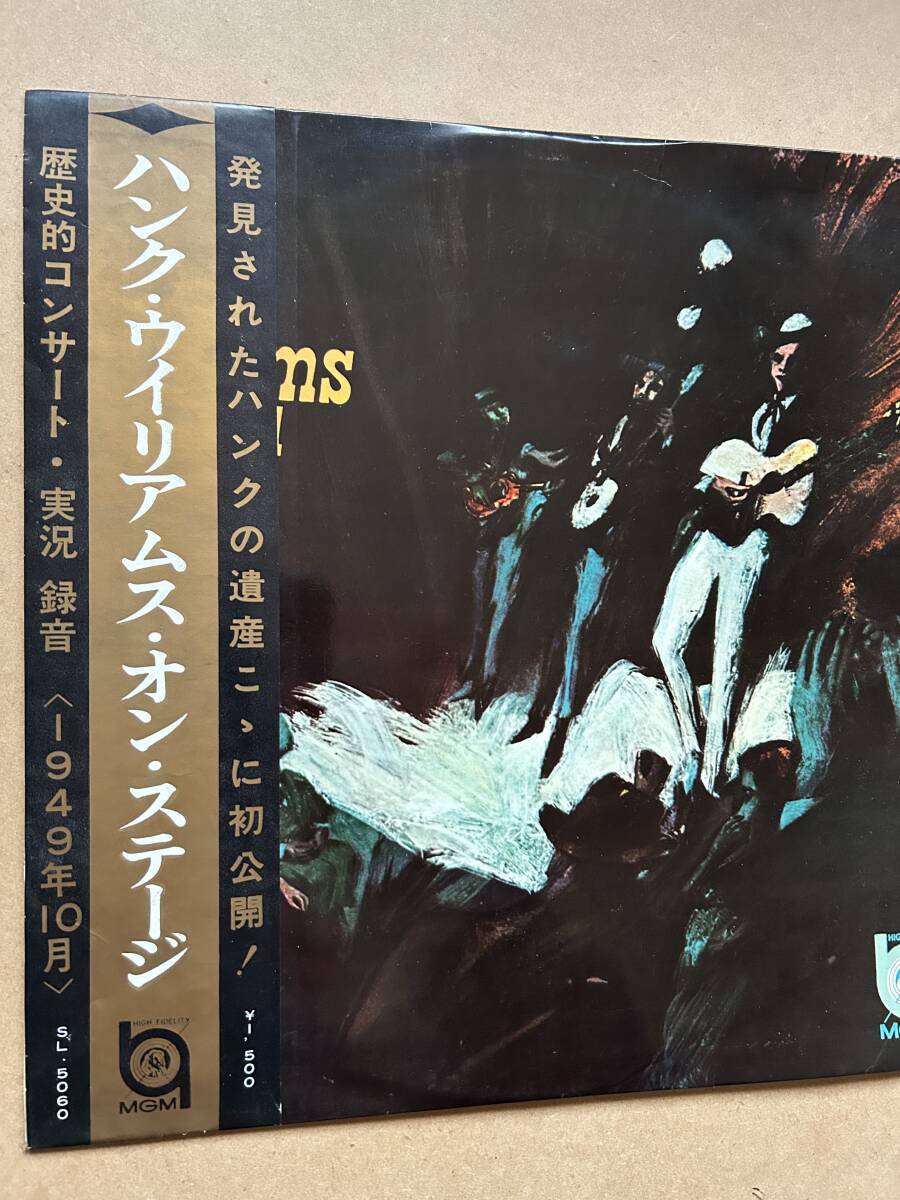 発見されたハンクの遺産こゝに初公開!
¥1,500
ハンク・ウイリアムス・オン・ステージ
HIGH FIDELITY
MGM
歴史的コンサート・実況録音 〈1949年10月〉
SL.5060
ms